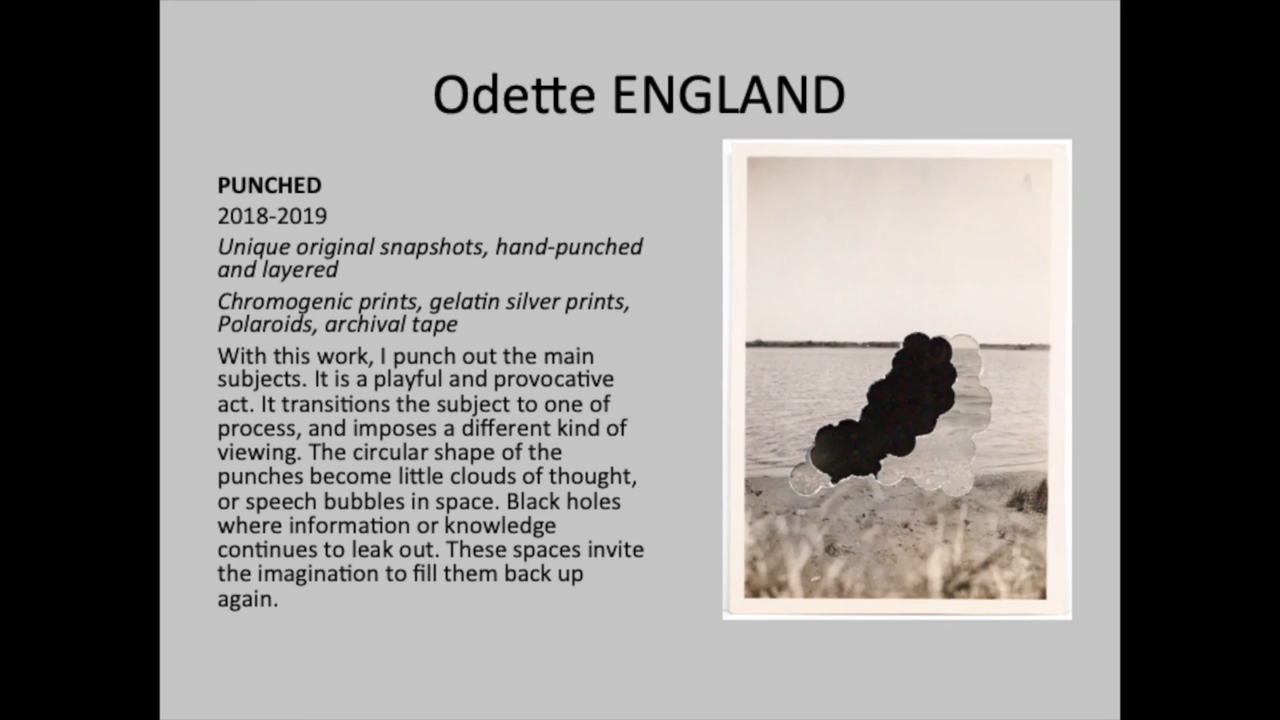 Odette ENGLAND
PUNCHED
2018-2019
Unique original snapshots, hand-punched
and layered
Chromogenic prints, gelatin silver prints,
Polaroids, archival tape
With this work, I punch out the main
subjects. It is a playful and provocative
act. It transitions the subject to one of
process, and imposes a different kind of
viewing. The circular shape of the
punches become little clouds of thought,
or speech bubbles in space. Black holes
where information or knowledge
continues to leak out. These spaces invite
the imagination to fill them back up
again.